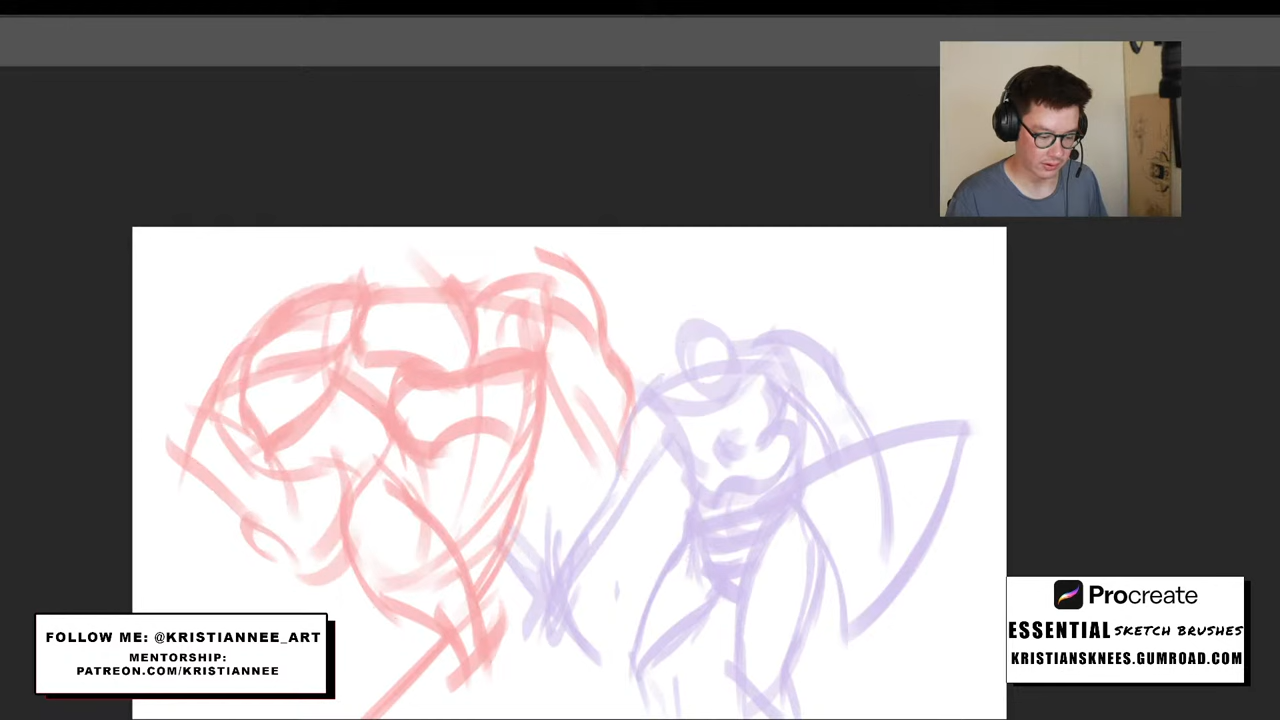 FOLLOW ME: @KRISTIANNEE_ART
MENTORSHIP:
PATREON.COM/KRISTIANNEE
Procreate
ESSENTIAL SKETCH BRUSHES
KRISTIANSKNEES.GUMROAD.COM